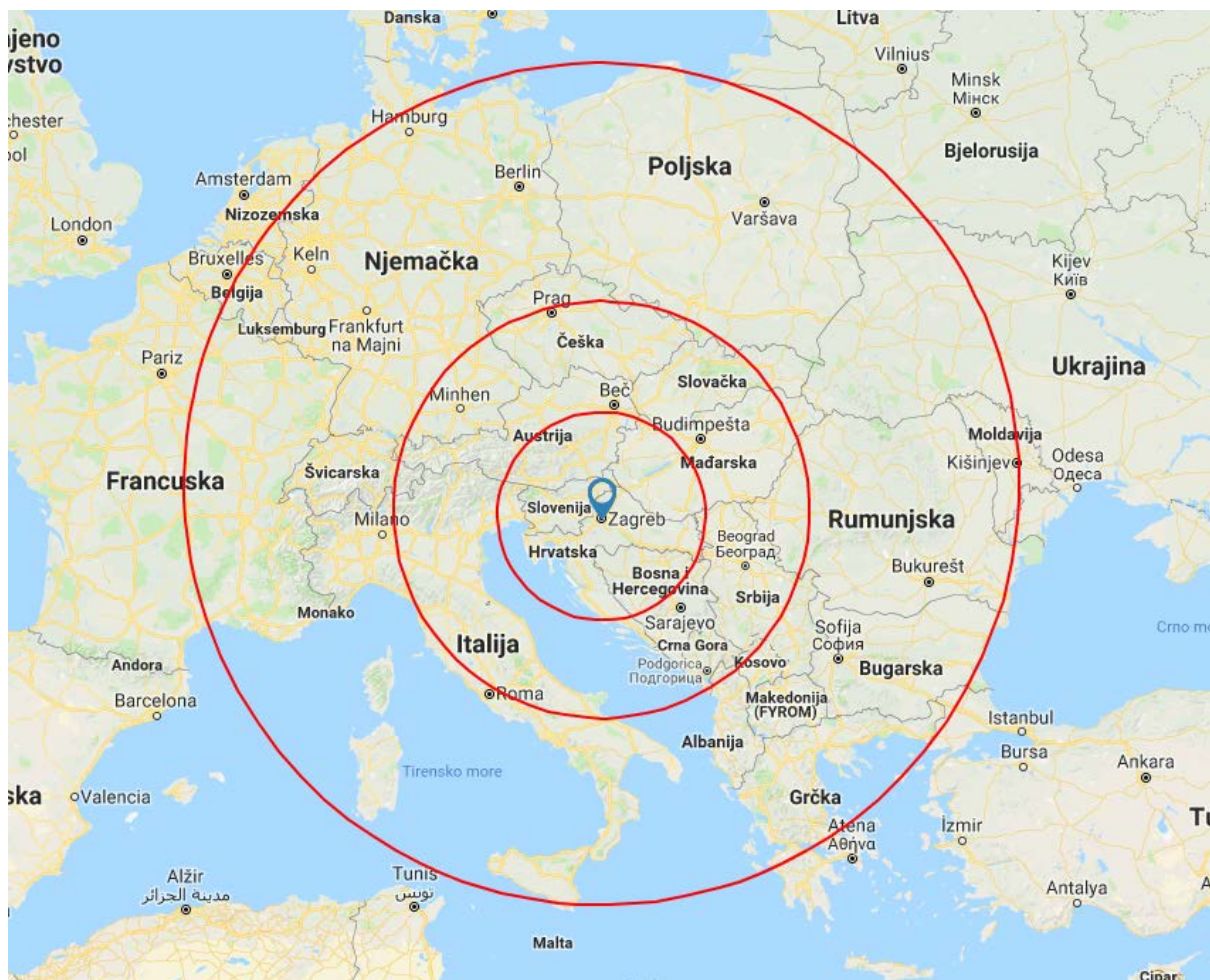 Danska
Litva
jeno
vstvo
Vilnius
Minsk
Мінск
chester
ool
Hamburg
Bjelorusija
Poljska
Berlin
Amsterdam
Varšava
Nizozemska
London
Bruxelles
Keln
Njemačka
Kijev
Київ
Belgija
Prag
Luksemburg
Frankfurt
na Majni
Češka
Pariz
Ukrajina
Slovačka
Minhen
Beč
Budimpešta
Austrija
Moldavija
Mađarska
Kišinjev
Odesa
Одеса
Švicarska
Francuska
Slovenija
Milano
Zagreb
Rumunjska
Beograd
Београд
Hrvatska
Bukurešt
Bosna i
Hercegovina
Srbija
Monako
Sarajevo
Sofija
София
Crno mo
Italija
Crna Gora
Kosovo
Podgorica
Подгорица
Bugarska
Andora
Roma
Makedonija
(FYROM)
Barcelona
Istanbul
Albanija
Bursa
Ankara
Tirensko more
ska
Valencia
Grčka
Tu
Atena
Αθήνα
İzmir
Alžir
مدينة الجزائر
Tunis
تونس
Antalya
A
Malta
Cipar